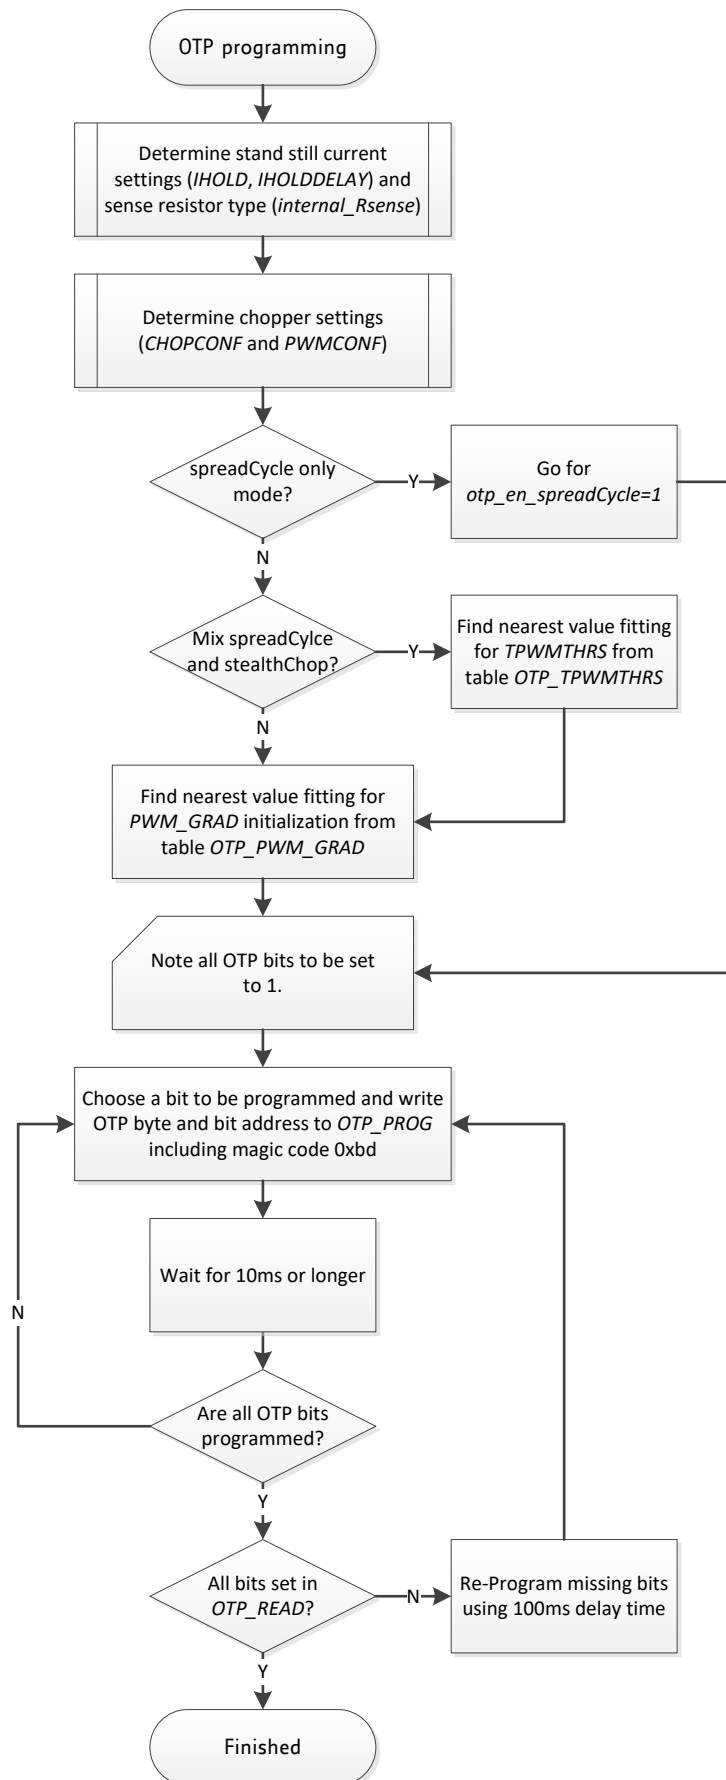 OTP programming
Determine stand still current
settings (IHOLD, IHOLDDELAY) and
sense resistor type (internal_Rsense)
Determine chopper settings
(CHOPCONF and PWMCONF)
spreadCycle only
mode?
Y
Go for
otp_en_spreadCycle=1
N
Mix spreadCylce
and stealthChop?
Y
Find nearest value fitting
for TPWMTHRS from
table OTP_TPWMTHRS
N
Find nearest value fitting for
PWM_GRAD initialization from
table OTP_PWM_GRAD
Note all OTP bits to be set
to 1.
Choose a bit to be programmed and write
OTP byte and bit address to OTP_PROG
including magic code 0xbd
Wait for 10ms or longer
N
Are all OTP bits
programmed?
Y
All bits set in
OTP_READ?
N
Re-Program missing bits
using 100ms delay time
Y
Finished